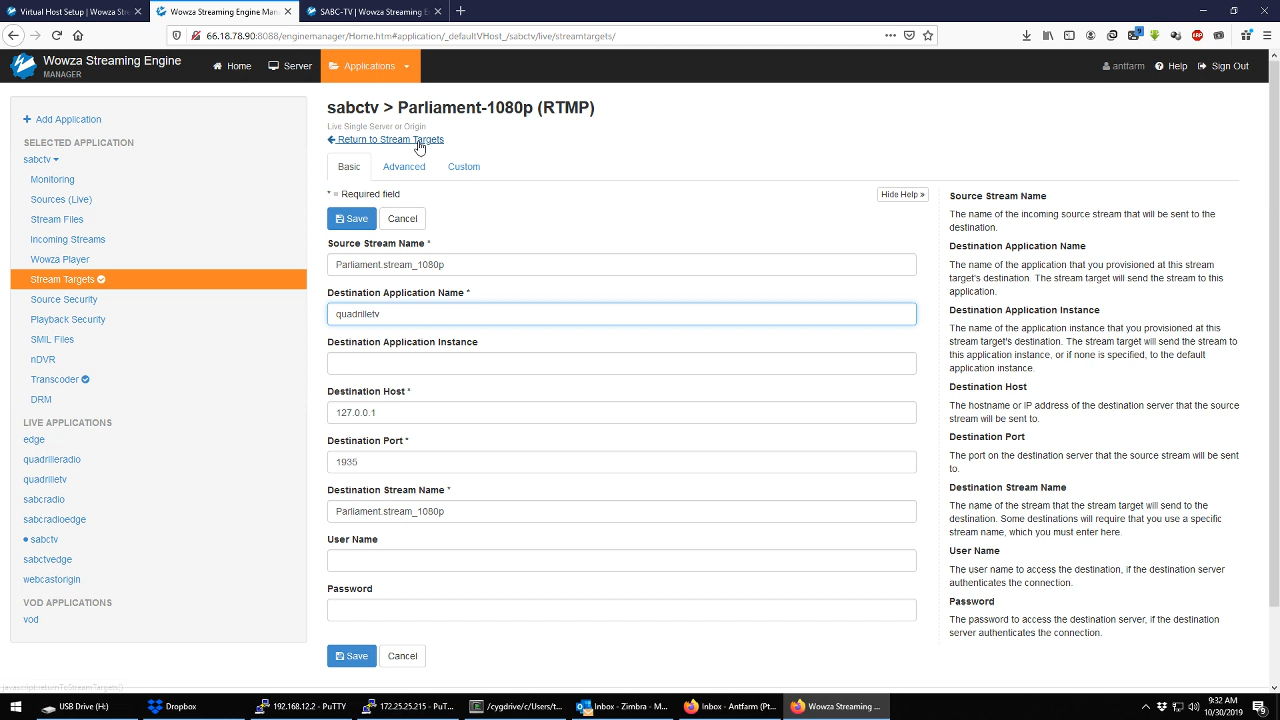 Virtual Host Setup | Wowza St
Wowza Streaming Engine Man
SABC-TV | Wowza Streaming E
66.18.78.90:8088/enginemanager/Home.htm#application/_defaultVHost_/sabctv/live/streamtargets/
Wowza Streaming Engine
MANAGER
Home
Server
Applications
antfarm
Help
Sign Out
Add Application
SELECTED APPLICATION
sabctv
Monitoring
Sources (Live)
Stream Files
Incoming Streams
Wowza Player
Stream Targets
Source Security
Playback Security
SMIL Files
nDVR
Transcoder
DRM
LIVE APPLICATIONS
edge
quadrilleradio
quadrilletv
sabcradio
sabcradioedge
sabctv
sabctvedge
webcastorigin
VOD APPLICATIONS
vod
sabctv > Parliament-1080p (RTMP)
Live Single Server or Origin
Return to Stream Targets
Basic
Advanced
Custom
* = Required field
Hide Help »
Save
Cancel
Source Stream Name *
Parliament.stream_1080p
Destination Application Name *
quadrilletv
Destination Application Instance
Destination Host *
127.0.0.1
Destination Port *
1935
Destination Stream Name *
Parliament.stream_1080p
User Name
Password
Save
Cancel
Source Stream Name
The name of the incoming source stream that will be sent to the
destination.
Destination Application Name
The name of the application that you provisioned at this stream
target's destination. The stream target will send the stream to this
application.
Destination Application Instance
The name of the application instance that you provisioned at this
stream target's destination. The stream target will send the stream to
this application instance, or if none is specified, to the default
application instance.
Destination Host
The hostname or IP address of the destination server that the source
stream will be sent to.
Destination Port
The port on the destination server that the source stream will be sent
to.
Destination Stream Name
The name of the stream that the stream target will send to the
destination. Some destinations will require that you use a specific
stream name, which you must enter here.
User Name
The user name to access the destination, if the destination server
authenticates the connection.
Password
The password to access the destination server, if the destination
server authenticates the connection.
javascript:returnToStreamTargets()
USB Drive (H:)
Dropbox
192.168.12.2 - PuTTY
172.25.25.215 - PuT...
/cygdrive/c/Users/t...
Inbox - Zimbra - M...
Inbox - Antfarm (Pt...
Wowza Streaming ...
9:32 AM
10/30/2019